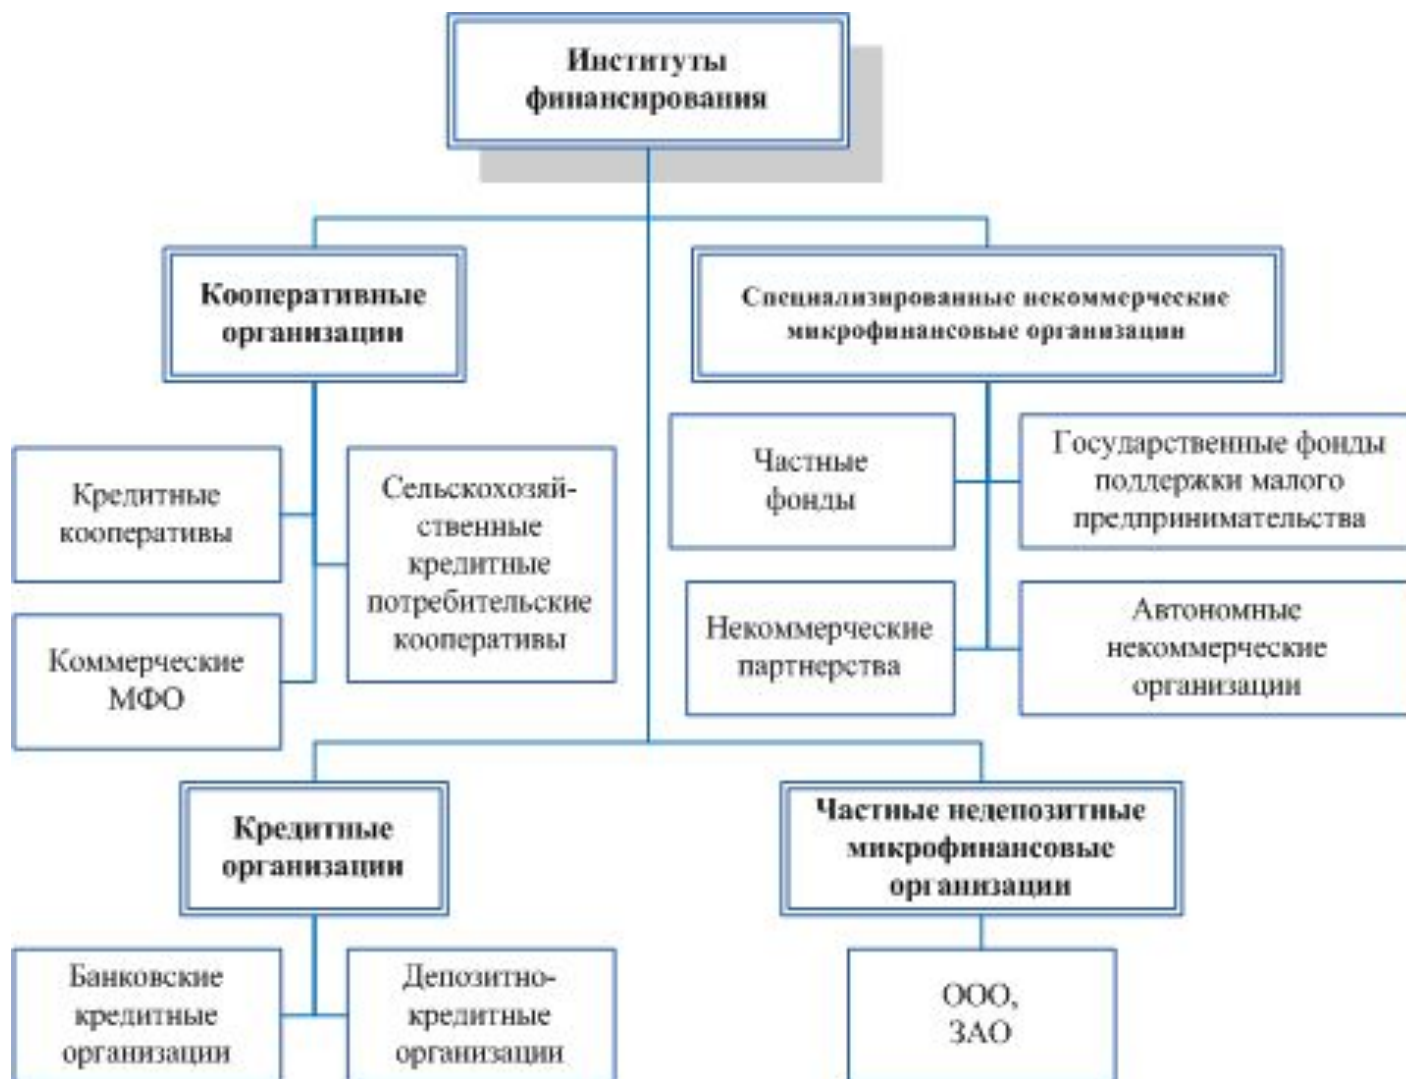 Институты
финансирования
Кооперативные
организации
Специализированные некоммерческие
микрофинансовые организации
Кредитные
кооперативы
Сельскохозяй-
ственные
кредитные
потребительские
кооперативы
Коммерческие
МФО
Частные
фонды
Государственные фонды
поддержки малого
предпринимательства
Некоммерческие
партнерства
Автономные
некоммерческие
организации
Кредитные
организации
Частные недепозитные
микрофинансовые
организации
Банковские
кредитные
организации
Депозитно-
кредитные
организации
ООО,
ЗАО